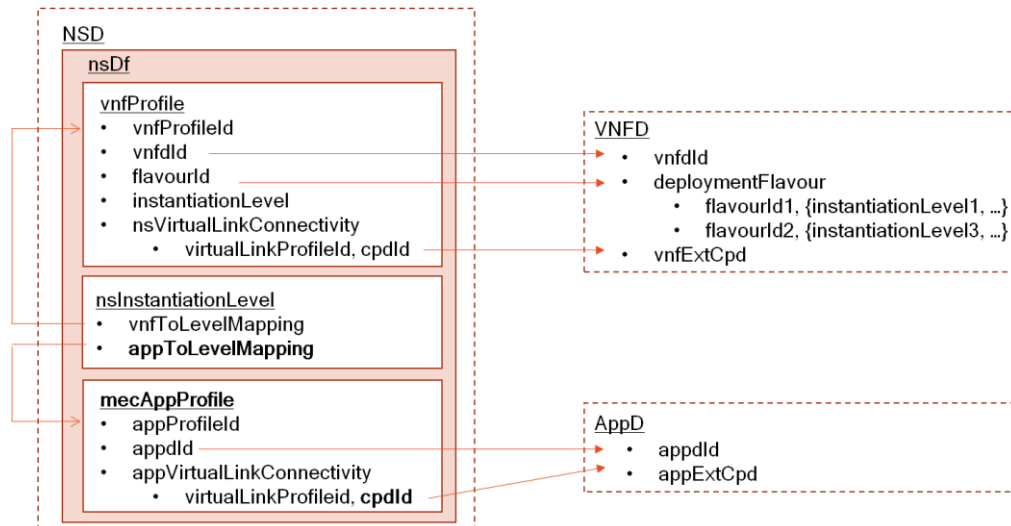 NSD
nsDf
vnfProfile
• vnfProfileId
• vnfdId
• flavourId
• instantiationLevel
• nsVirtualLinkConnectivity
• virtualLinkProfileId, cpdId
nsInstantiationLevel
• vnfToLevelMapping
• appToLevelMapping
mecAppProfile
• appProfileId
• appdId
• appVirtualLinkConnectivity
• virtualLinkProfileid, cpdId
VNFD
• vnfdId
• deploymentFlavour
• flavourId1, {instantiationLevel1, ...}
• flavourId2, {instantiationLevel3, ...}
• vnfExtCpd
AppD
• appdId
• appExtCpd